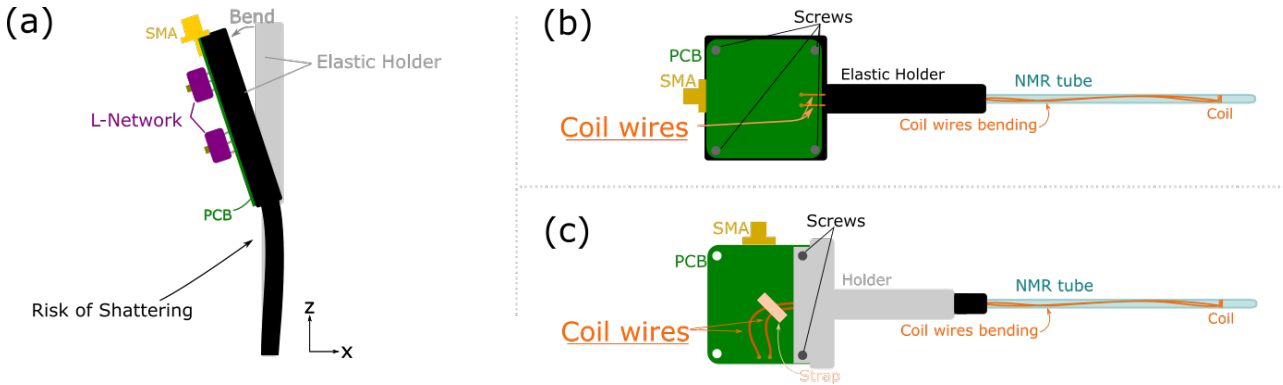 (a)
Bend
SMA
Elastic Holder
L-Network
PCB
Risk of Shattering
z
x
(b)
Screws
PCB
SMA
Elastic Holder
NMR tube
Coil wires
Coil wires bending
Coil
(c)
Screws
SMA
PCB
Holder
NMR tube
Coil wires
Coil wires bending
Coil
Strap